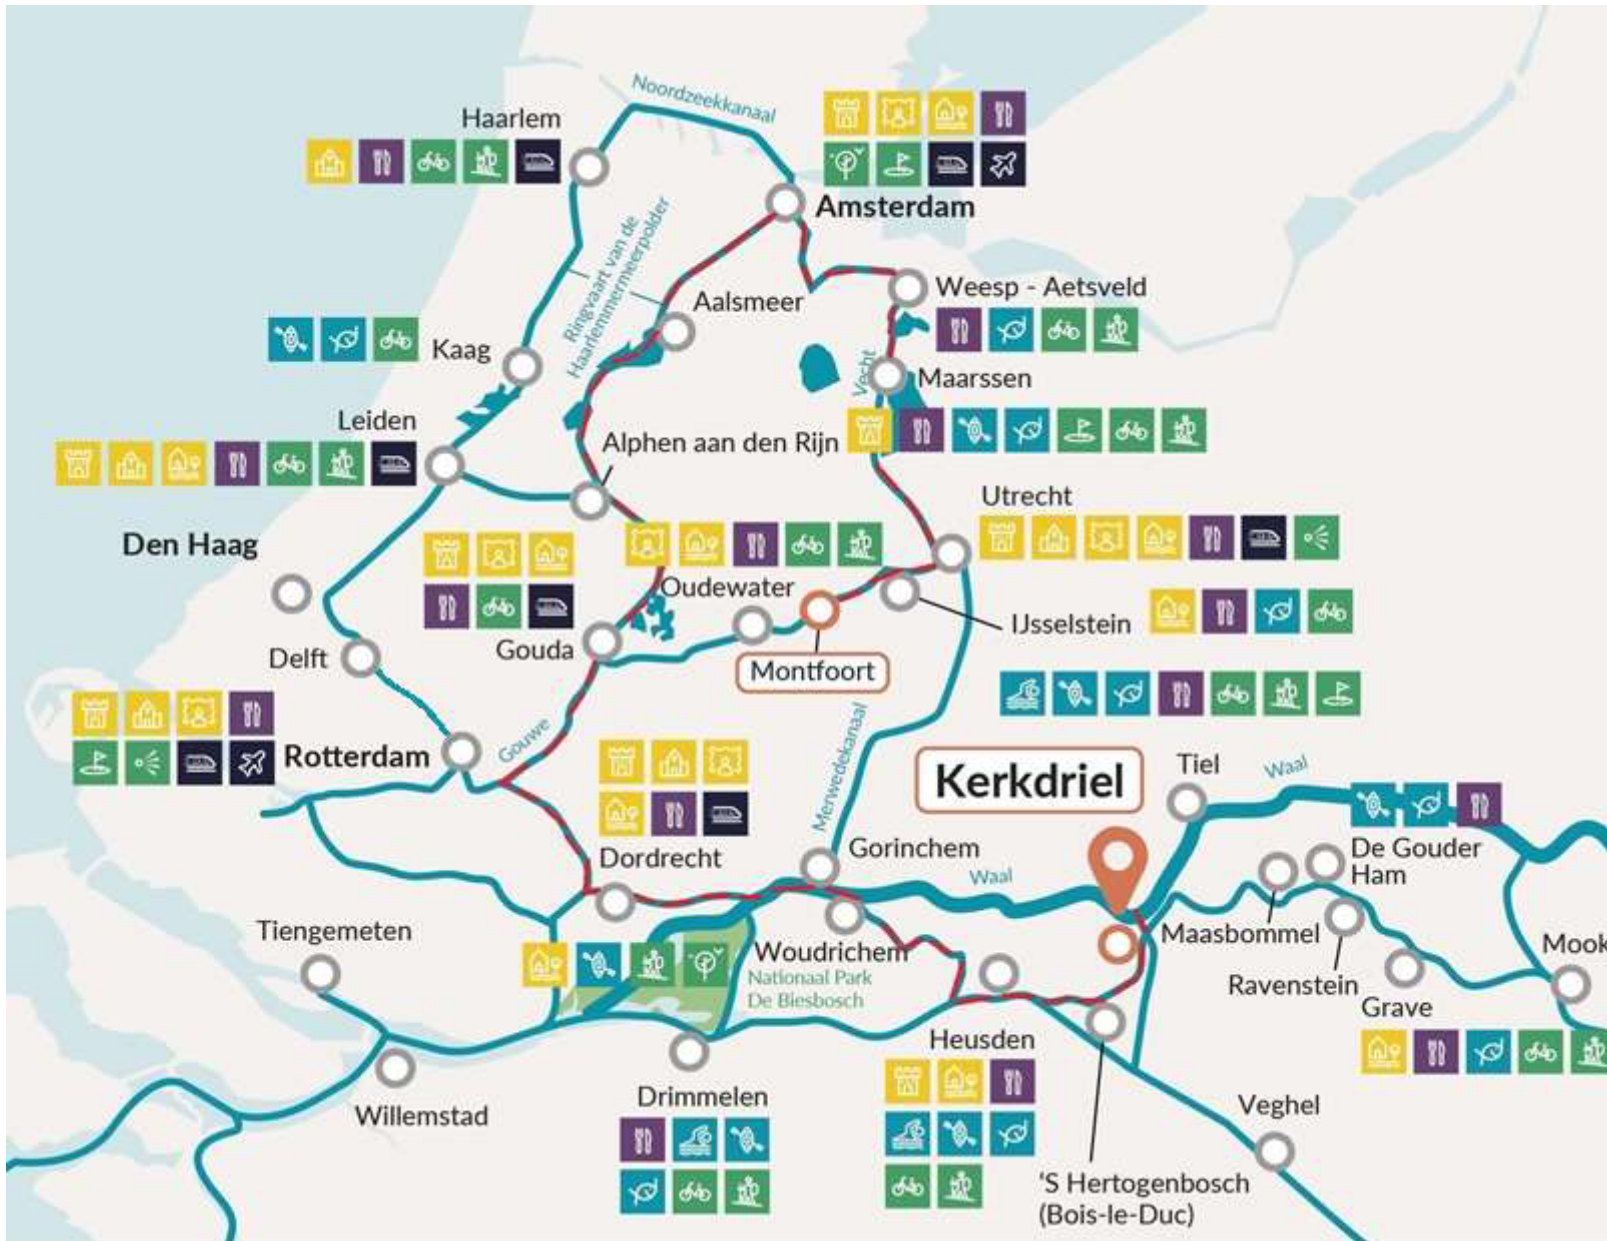 Noordzeekkanaal
Haarlem
Amsterdam
Ringvaart van de
Haarlemmermeerpolder
Aalsmeer
Weesp - Aetsveld
Kaag
Vecht
Maarssen
Leiden
Alphen aan den Rijn
Utrecht
Den Haag
Oudewater
IJsselstein
Gouda
Delft
Montfoort
Gouwe
Merwedekanaal
Rotterdam
Kerkdriel
Tiel
Waal
Dordrecht
Gorinchem
Waal
De Gouder
Ham
Tiengemeten
Woudrichem
Maasbommel
Mook
Nationaal Park
De Biesbosch
Ravenstein
Grave
Heusden
Drimmelen
Willemstad
Veghel
'S Hertogenbosch
(Bois-le-Duc)